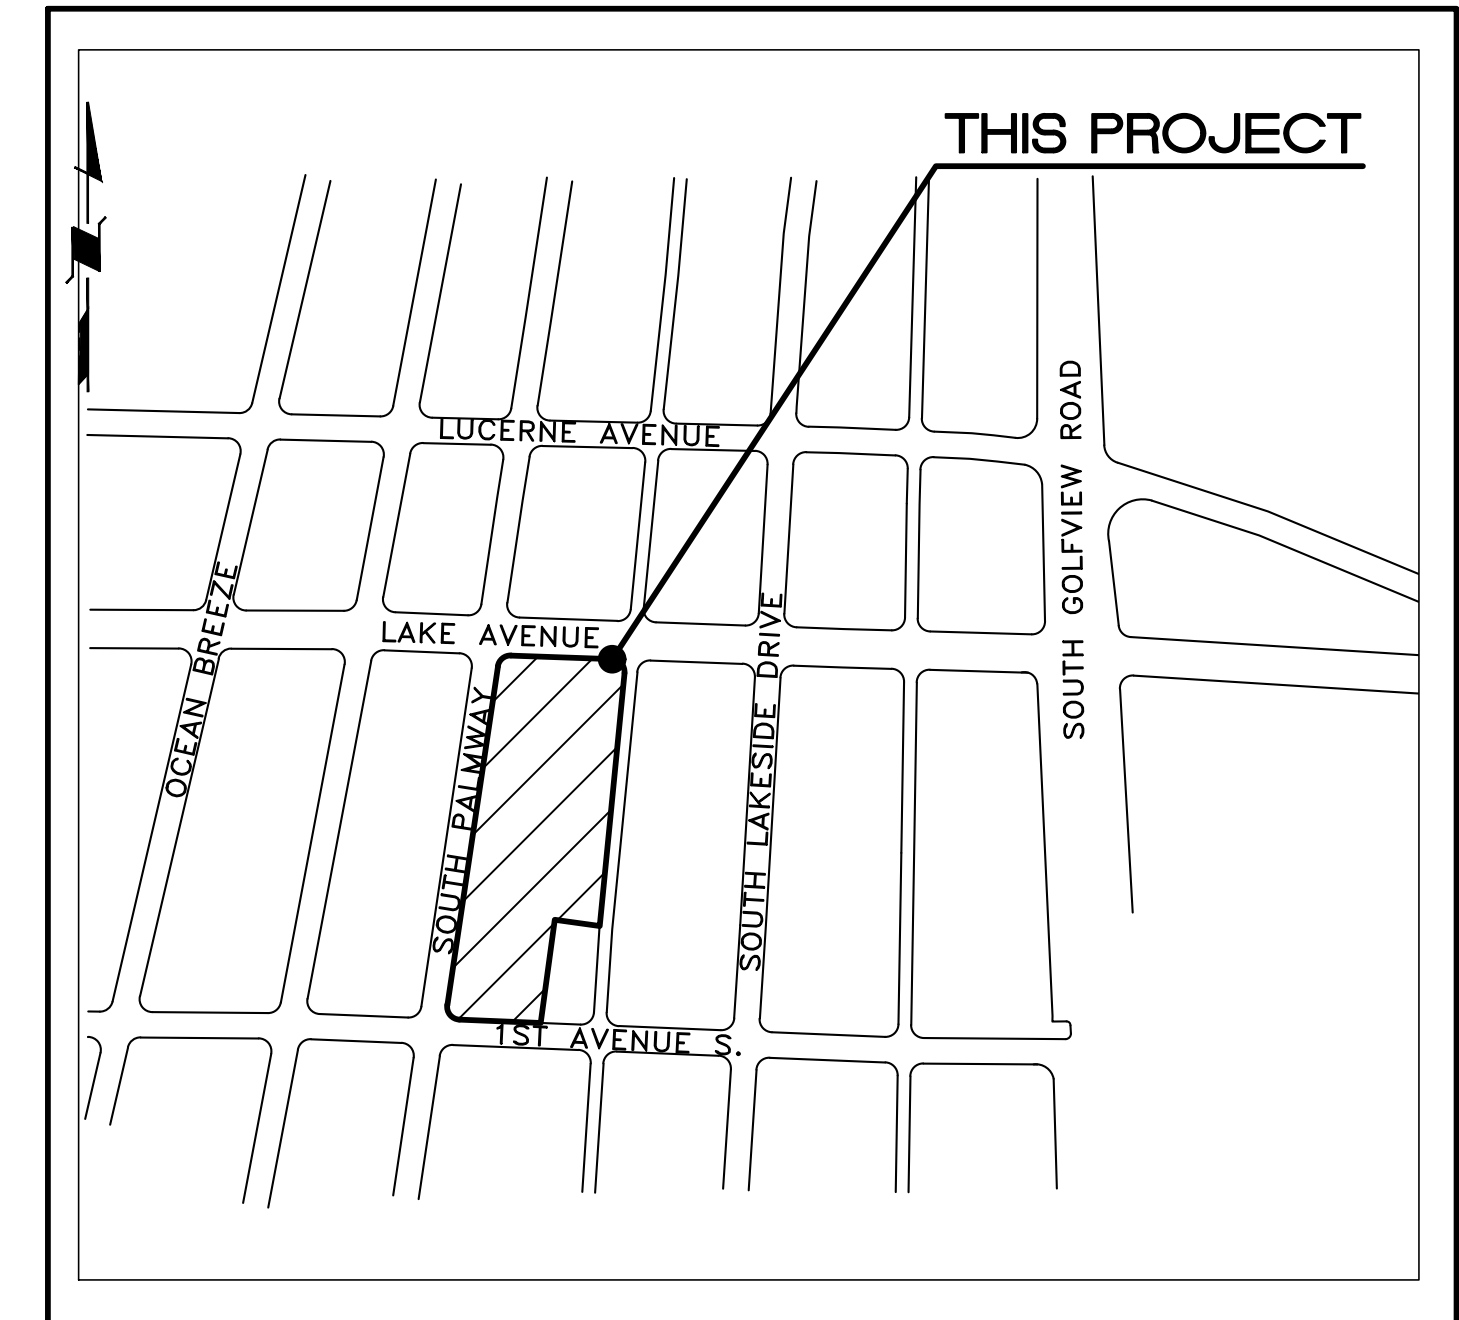 THIS PROJECT
LUCERNE AVENUE
SOUTH GOLFVIEW ROAD
OCEAN BREEZE
LAKE AVENUE
SOUTH PALMWAY
SOUTH LAKESIDE DRIVE
1ST AVENUE S.